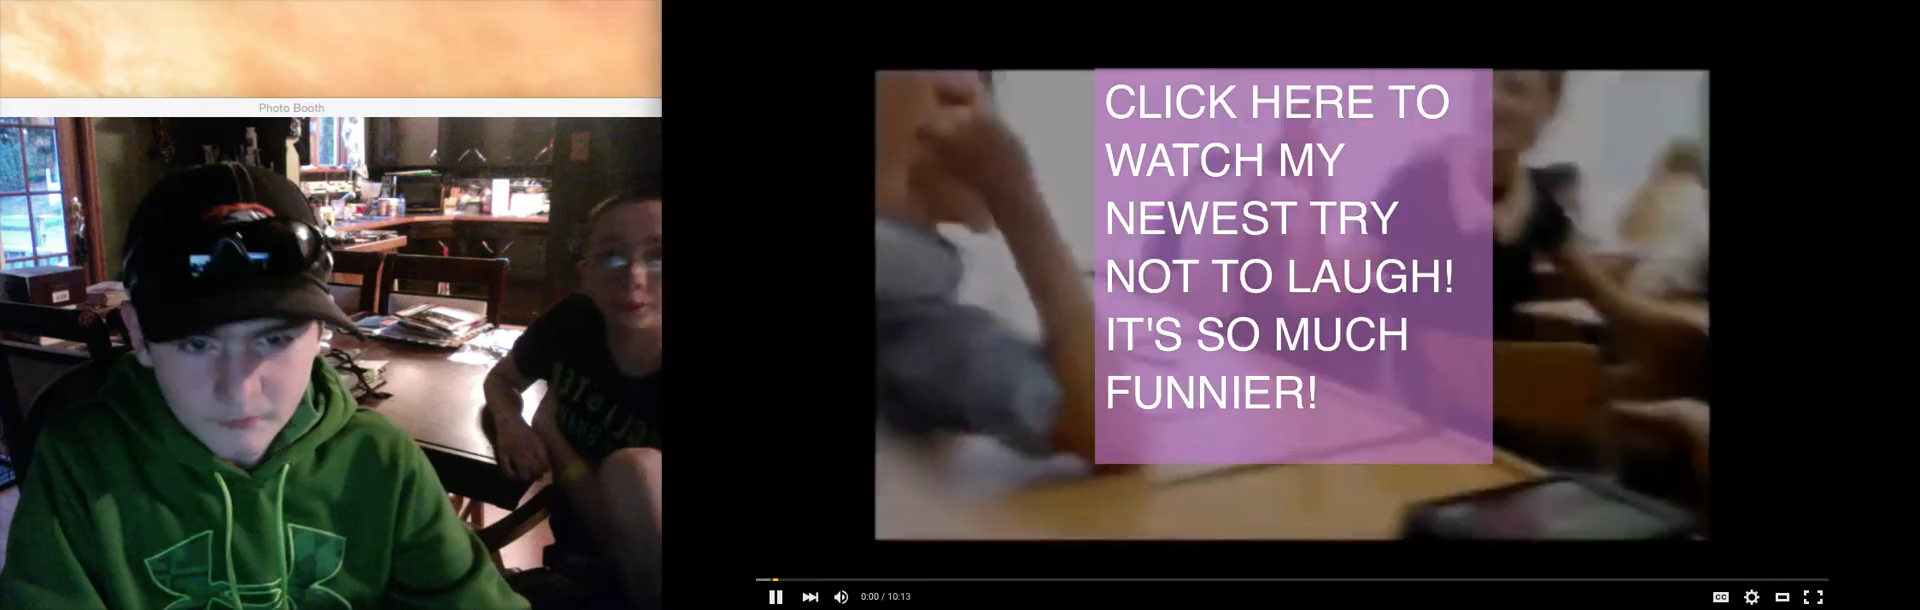 Photo Booth
CLICK HERE TO
WATCH MY
NEWEST TRY
NOT TO LAUGH!
IT'S SO MUCH
FUNNIER!
0:00 / 10:13
CC